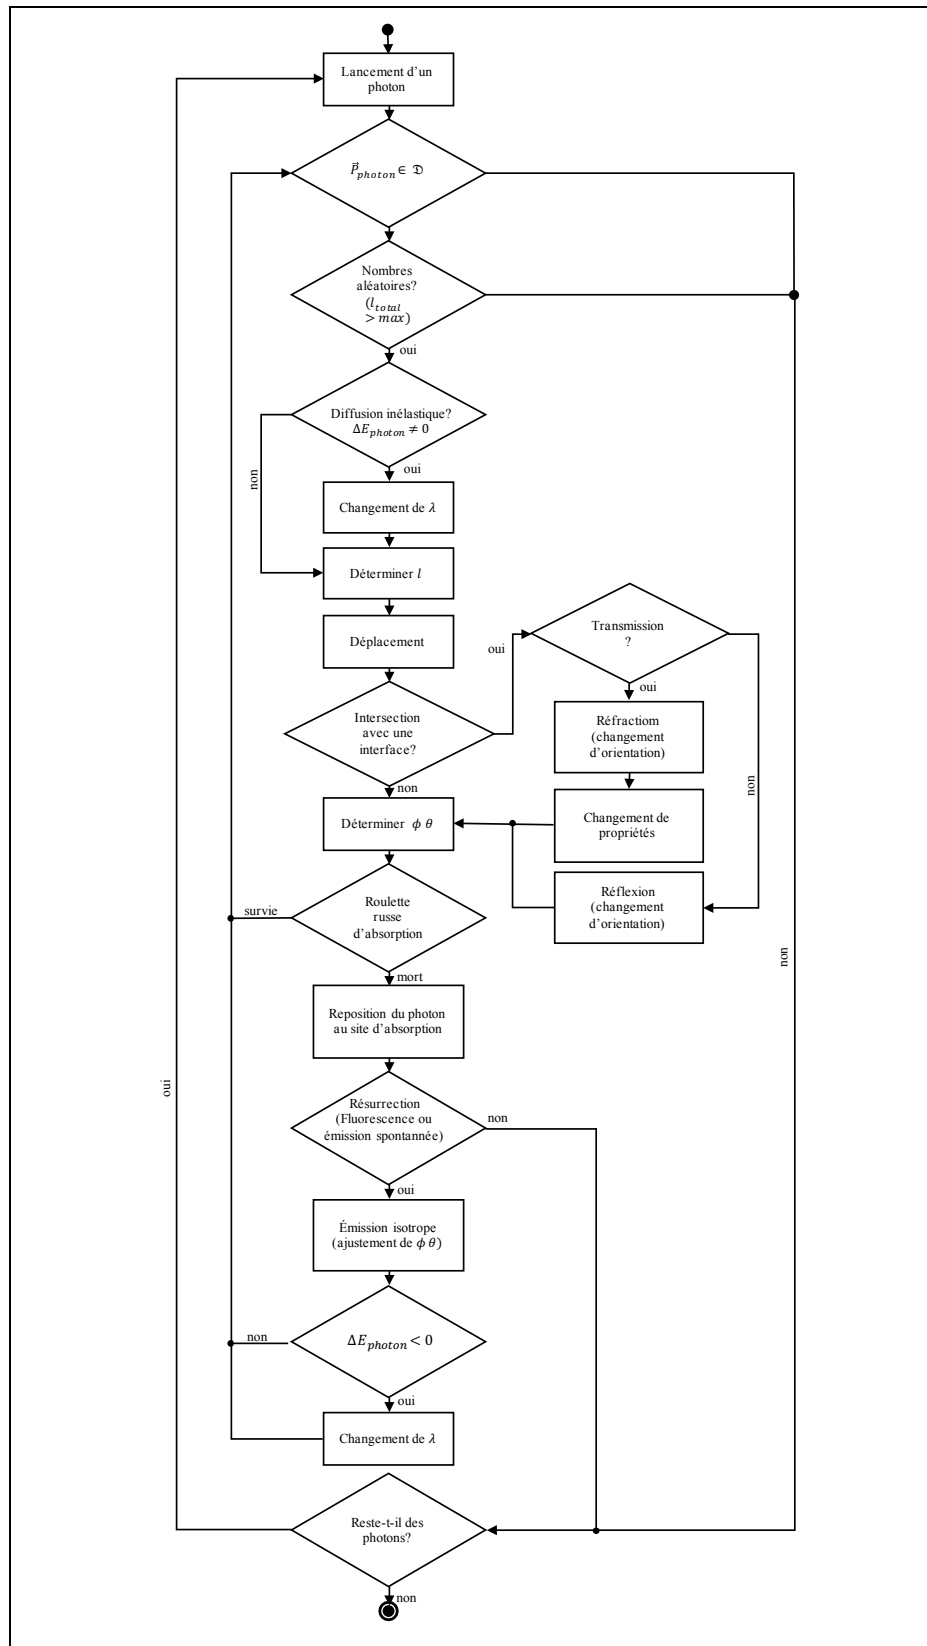 Lancement d'un
photon
P⃗photon ∈ 𝔇
Nombres
aléatoires?
(l_total
> max)
oui
Diffusion inélastique?
ΔEphoton ≠ 0
non
oui
Changement de λ
Déterminer l
Déplacement
Intersection
avec une
interface?
oui
Transmission
?
oui
Réfractiom
(changement
d'orientation)
non
Changement de
propriétés
Réflexion
(changement
d'orientation)
non
Déterminer ϕ θ
Roulette
russe
d'absorption
survie
mort
non
Reposition du photon
au site d'absorption
Résurrection
(Fluorescence ou
émission spontannée)
non
oui
oui
Émission isotrope
(ajustement de ϕ θ)
ΔEphoton < 0
non
oui
Changement de λ
Reste-t-il des
photons?
non